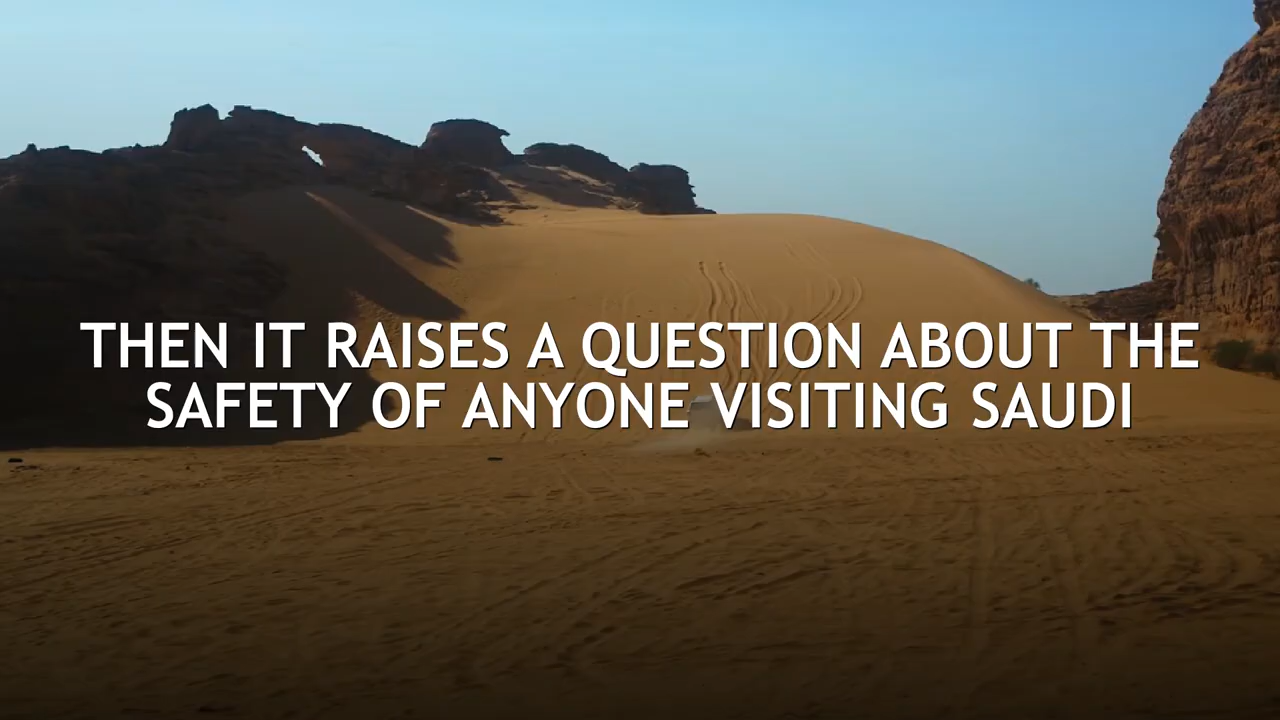 THEN IT RAISES A QUESTION ABOUT THE
SAFETY OF ANYONE VISITING SAUDI